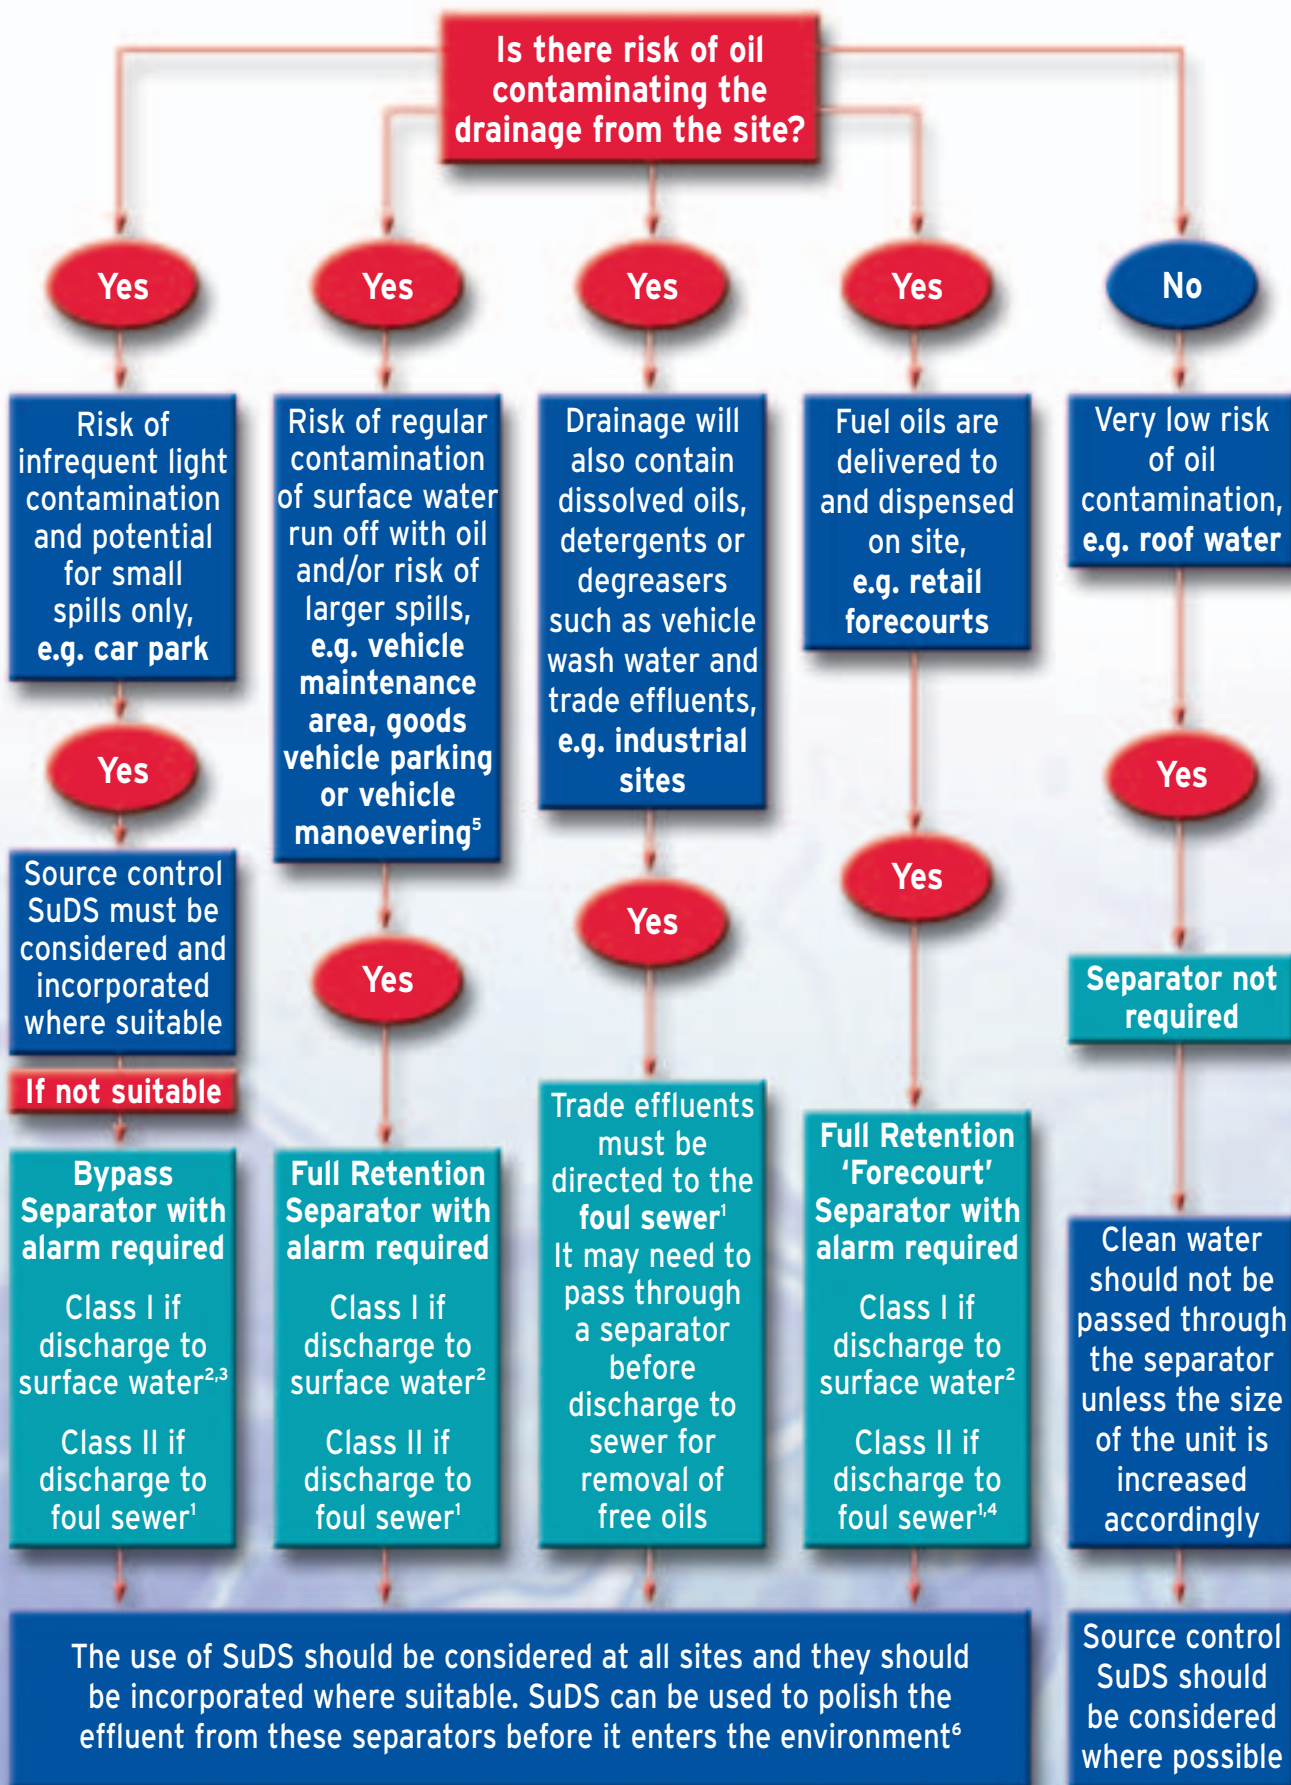 Is there risk of oil
contaminating the
drainage from the site?
Yes
Risk of
infrequent light
contamination
and potential
for small
spills only,
e.g. car park
Yes
Source control
SuDS must be
considered and
incorporated
where suitable
If not suitable
Bypass
Separator with
alarm required
Class I if
discharge to
surface water²,³
Class II if
discharge to
foul sewer¹
Yes
Risk of regular
contamination
of surface water
run off with oil
and/or risk of
larger spills,
e.g. vehicle
maintenance
area, goods
vehicle parking
or vehicle
manoevering⁵
Yes
Full Retention
Separator with
alarm required
Class I if
discharge to
surface water²
Class II if
discharge to
foul sewer¹
Yes
Drainage will
also contain
dissolved oils,
detergents or
degreasers
such as vehicle
wash water and
trade effluents,
e.g. industrial
sites
Yes
Trade effluents
must be
directed to the
foul sewer¹
It may need to
pass through
a separator
before
discharge to
sewer for
removal of
free oils
Yes
Fuel oils are
delivered to
and dispensed
on site,
e.g. retail
forecourts
Yes
Full Retention
'Forecourt'
Separator with
alarm required
Class I if
discharge to
surface water²
Class II if
discharge to
foul sewer¹,⁴
No
Very low risk
of oil
contamination,
e.g. roof water
Yes
Separator not
required
Clean water
should not be
passed through
the separator
unless the size
of the unit is
increased
accordingly
The use of SuDS should be considered at all sites and they should
be incorporated where suitable. SuDS can be used to polish the
effluent from these separators before it enters the environment⁶
Source control
SuDS should
be considered
where possible